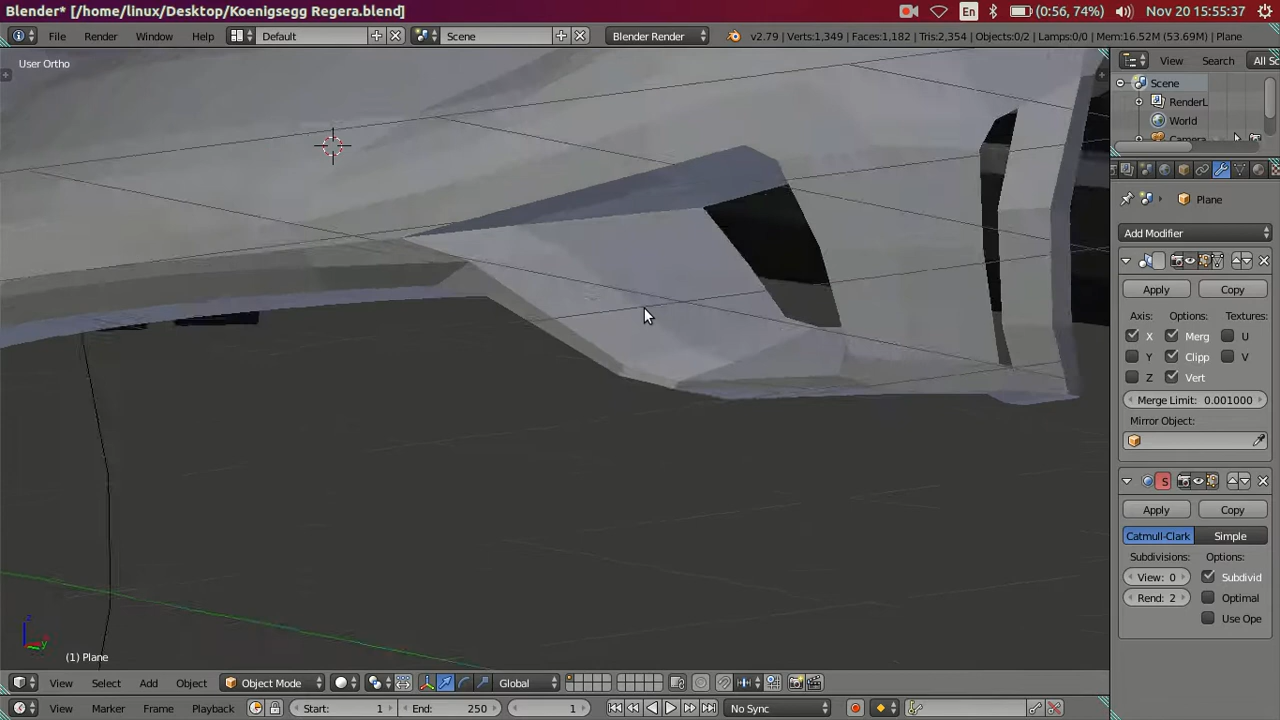 Blender* [/home/linux/Desktop/Koenigsegg Regera.blend] En (0:56, 74%) Nov 20 15:55:37
File Render Window Help Default Scene Blender Render v2.79 | Verts:1,349 | Faces:1,182 | Tris:2,354 | Objects:0/2 | Lamps:0/0 | Mem:16.52M (53.69M) | Plane
User Ortho
View Search All Sc
Scene
RenderL
World
Camera
Plane
Add Modifier
Apply Copy
Axis: Options: Textures:
X Merg U
Y Clipp V
Z Vert
Merge Limit: 0.001000
Mirror Object:
S
Apply Copy
Catmull-Clark Simple
Subdivisions: Options:
View: 0 Subdivid
Rend: 2 Optimal
Use Ope
z
y
(1) Plane
View Select Add Object Object Mode Global
View Marker Frame Playback Start: 1 End: 250 1 No Sync